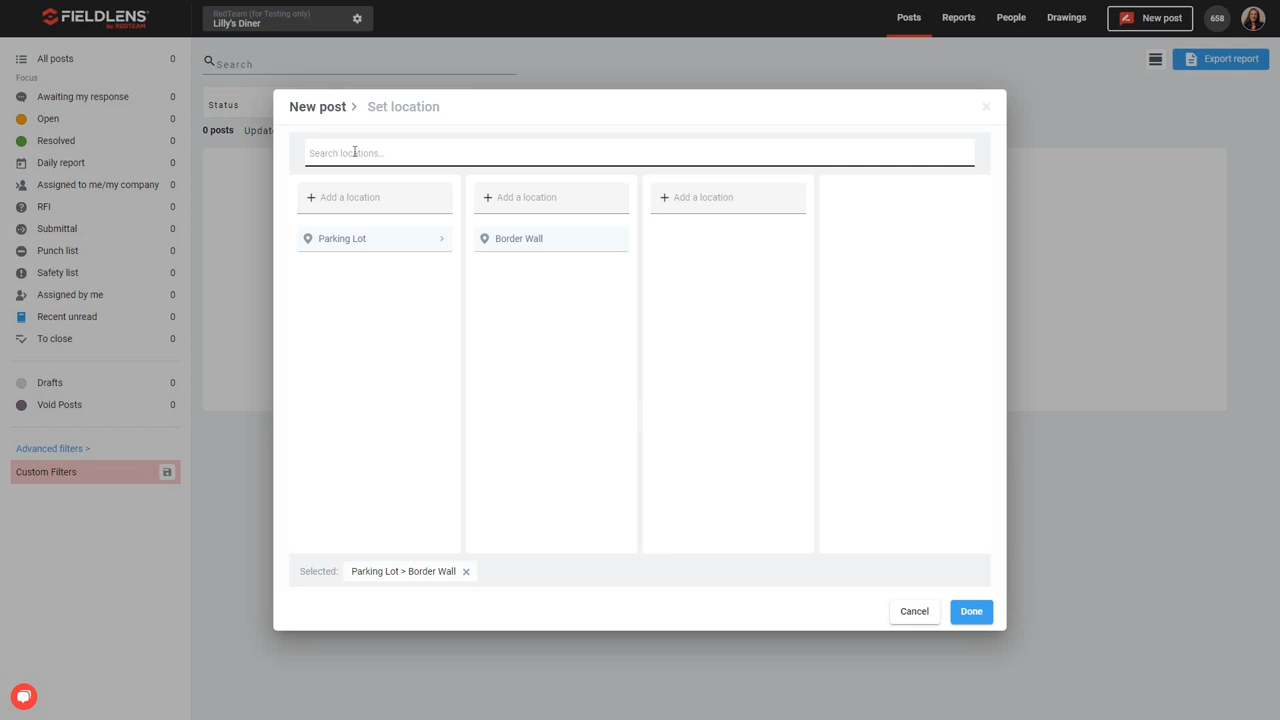 FIELDLENS
by REDTEAM
RedTeam (for Testing only)
Lilly's Diner
Posts
Reports
People
Drawings
New post
658
All posts 0
Focus
Awaiting my response 0
Open 0
Resolved 0
Daily report 0
Assigned to me/my company 0
RFI 0
Submittal 0
Punch list 0
Safety list 0
Assigned by me 0
Recent unread 0
To close 0
Drafts 0
Void Posts 0
Advanced filters >
Custom Filters
Search
Export report
Status
0 posts Update
New post > Set location
×
Search locations...
+ Add a location
+ Add a location
+ Add a location
Parking Lot >
Border Wall
Selected: Parking Lot > Border Wall ×
Cancel
Done